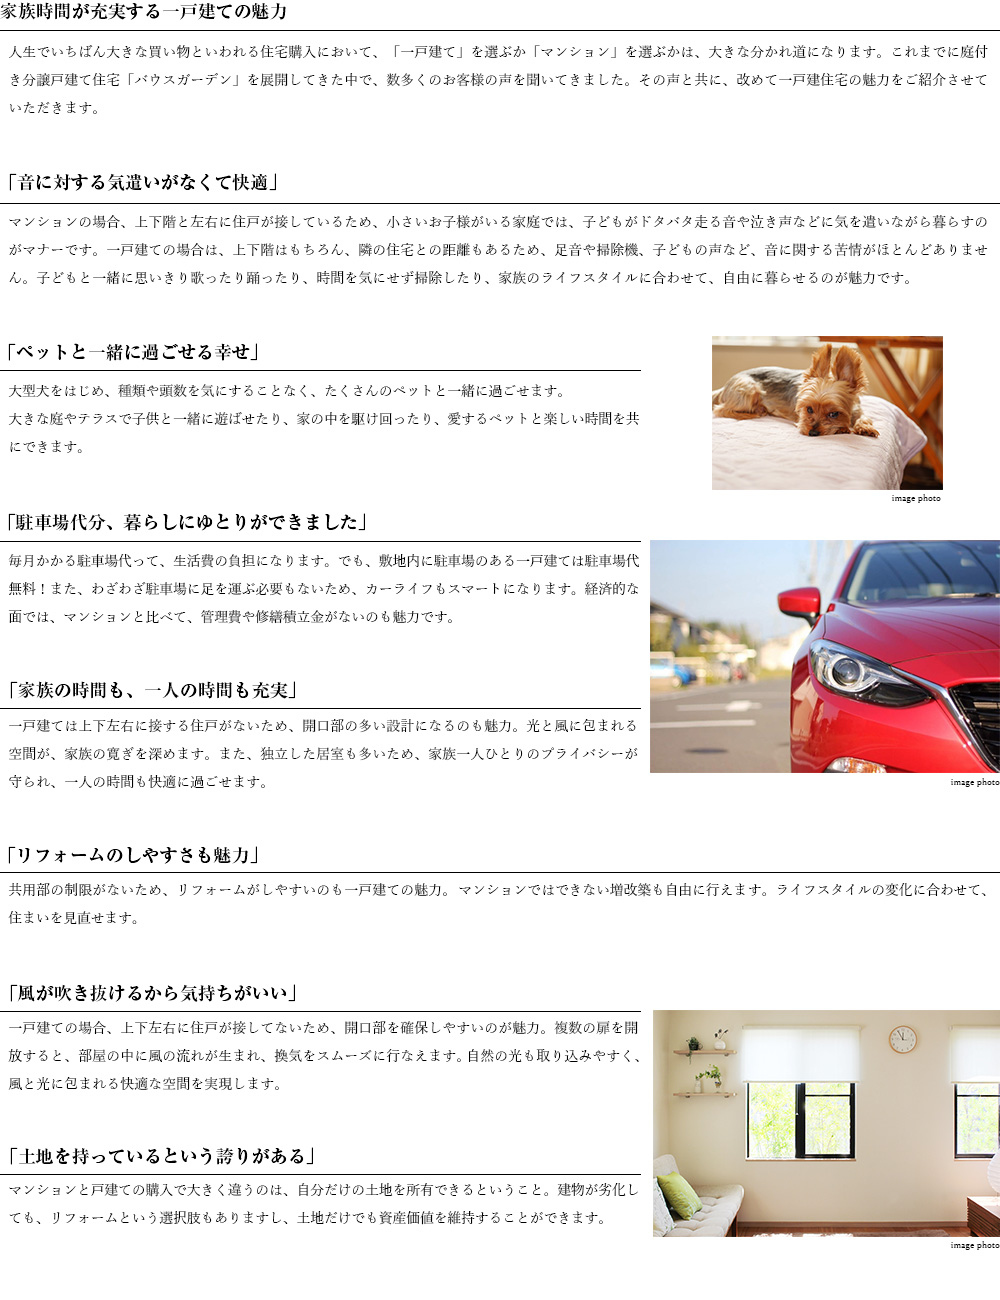 家族時間が充実する一戸建ての魅力
人生でいちばん大きな買い物といわれる住宅購入において、「一戸建て」を選ぶか「マンション」を選ぶかは、大きな分かれ道になります。これまでに庭付
き分譲戸建て住宅「バウスガーデン」を展開してきた中で、数多くのお客様の声を聞いてきました。その声と共に、改めて一戸建住宅の魅力をご紹介させて
いただきます。
「音に対する気遣いがなくて快適」
マンションの場合、上下階と左右に住戸が接しているため、小さいお子様がいる家庭では、子どもがドタバタ走る音や泣き声などに気を遣いながら暮らすの
がマナーです。一戸建ての場合は、上下階はもちろん、隣の住宅との距離もあるため、足音や掃除機、子どもの声など、音に関する苦情がほとんどありませ
ん。子どもと一緒に思いきり歌ったり踊ったり、時間を気にせず掃除したり、家族のライフスタイルに合わせて、自由に暮らせるのが魅力です。
「ペットと一緒に過ごせる幸せ」
大型犬をはじめ、種類や頭数を気にすることなく、たくさんのペットと一緒に過ごせます。
大きな庭やテラスで子供と一緒に遊ばせたり、家の中を駆け回ったり、愛するペットと楽しい時間を共
にできます。
image photo
「駐車場代分、暮らしにゆとりができました」
毎月かかる駐車場代って、生活費の負担になります。でも、敷地内に駐車場のある一戸建ては駐車場代
無料！また、わざわざ駐車場に足を運ぶ必要もないため、カーライフもスマートになります。経済的な
面では、マンションと比べて、管理費や修繕積立金がないのも魅力です。
「家族の時間も、一人の時間も充実」
一戸建ては上下左右に接する住戸がないため、開口部の多い設計になるのも魅力。光と風に包まれる
空間が、家族の寛ぎを深めます。また、独立した居室も多いため、家族一人ひとりのプライバシーが
守られ、一人の時間も快適に過ごせます。
image photo
「リフォームのしやすさも魅力」
共用部の制限がないため、リフォームがしやすいのも一戸建ての魅力。 マンションではできない増改築も自由に行えます。ライフスタイルの変化に合わせて、
住まいを見直せます。
「風が吹き抜けるから気持ちがいい」
一戸建ての場合、上下左右に住戸が接してないため、開口部を確保しやすいのが魅力。複数の扉を開
放すると、部屋の中に風の流れが生まれ、換気をスムーズに行なえます。自然の光も取り込みやすく、
風と光に包まれる快適な空間を実現します。
「土地を持っているという誇りがある」
マンションと戸建ての購入で大きく違うのは、自分だけの土地を所有できるということ。建物が劣化し
ても、リフォームという選択肢もありますし、土地だけでも資産価値を維持することができます。
image photo